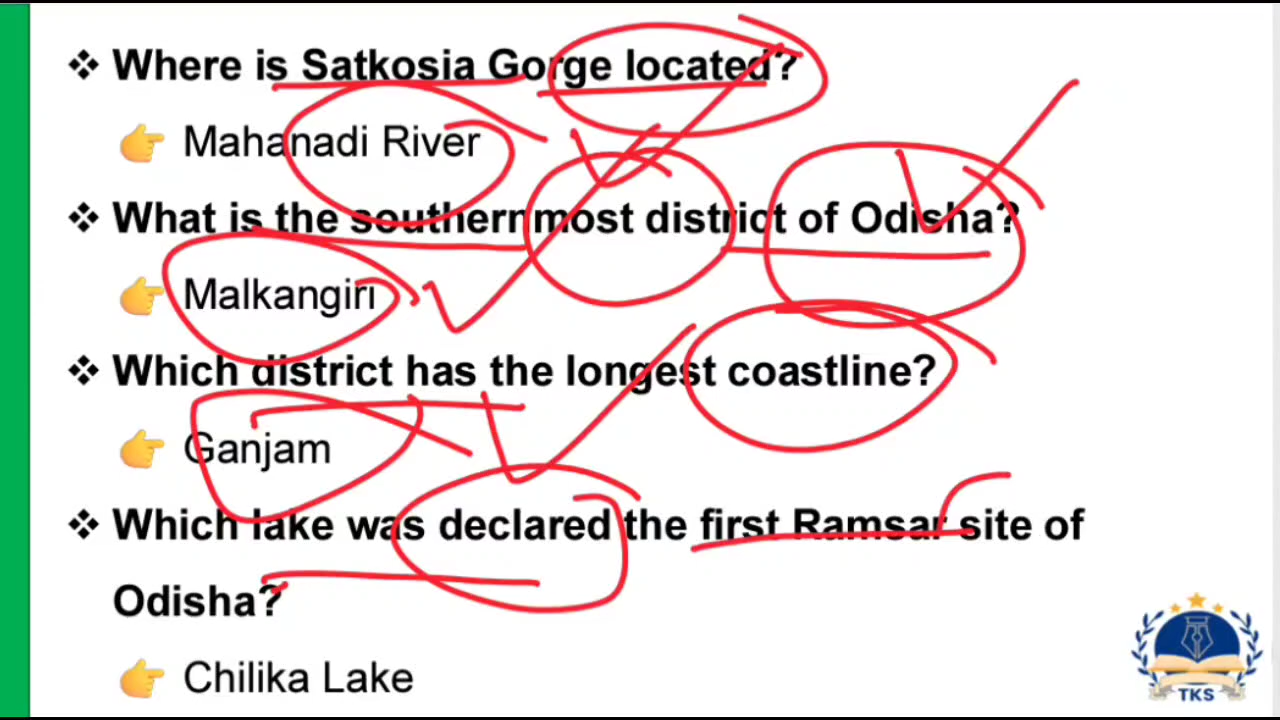 ❖ Where is Satkosia Gorge located?
👉 Mahanadi River
❖ What is the southernmost district of Odisha?
👉 Malkangiri
❖ Which district has the longest coastline?
👉 Ganjam
❖ Which lake was declared the first Ramsar site of
Odisha?
👉 Chilika Lake
TKS